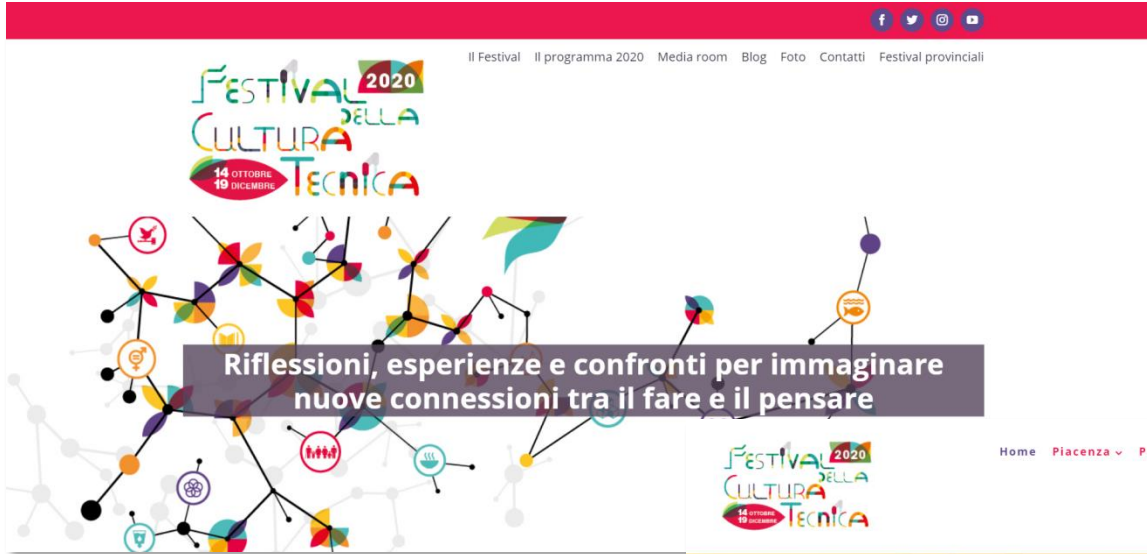 Il Festival Il programma 2020 Media room Blog Foto Contatti Festival provinciali
FESTIVAL 2020
DELLA
CULTURA
14 OTTOBRE
19 DICEMBRE
TECNICA
Riflessioni, esperienze e confronti per immaginare
nuove connessioni tra il fare e il pensare
FESTIVAL 2020
DELLA
CULTURA
14 OTTOBRE
19 DICEMBRE
TECNICA
Home Piacenza P